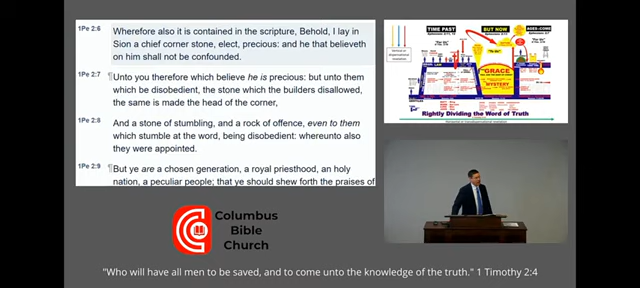 1Pe 2:6
Wherefore also it is contained in the scripture, Behold, I lay in
Sion a chief corner stone, elect, precious: and he that believeth
on him shall not be confounded.
1Pe 2:7
¶Unto you therefore which believe he is precious: but unto them
which be disobedient, the stone which the builders disallowed,
the same is made the head of the corner,
1Pe 2:8
And a stone of stumbling, and a rock of offence, even to them
which stumble at the word, being disobedient: whereunto also
they were appointed.
1Pe 2:9
¶But ye are a chosen generation, a royal priesthood, an holy
nation, a peculiar people; that ye should shew forth the praises of
TIME PAST
BUT NOW
AGES to COME
GRACE
MYSTERY
Rightly Dividing the Word of Truth
Columbus
Bible
Church
"Who will have all men to be saved, and to come unto the knowledge of the truth." 1 Timothy 2:4